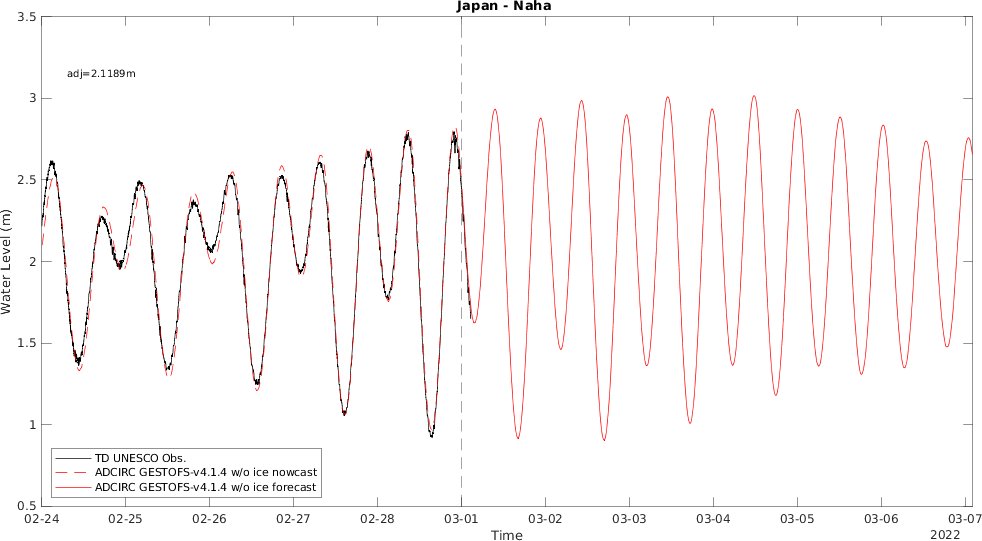 Japan - Naha
3.5
adj=2.1189m
3
2.5
2
1.5
1
0.5
Water Level (m)
TD UNESCO Obs.
ADCIRC GESTOFS-v4.1.4 w/o ice nowcast
ADCIRC GESTOFS-v4.1.4 w/o ice forecast
02-24 02-25 02-26 02-27 02-28 03-01 03-02 03-03 03-04 03-05 03-06 03-07
Time
2022